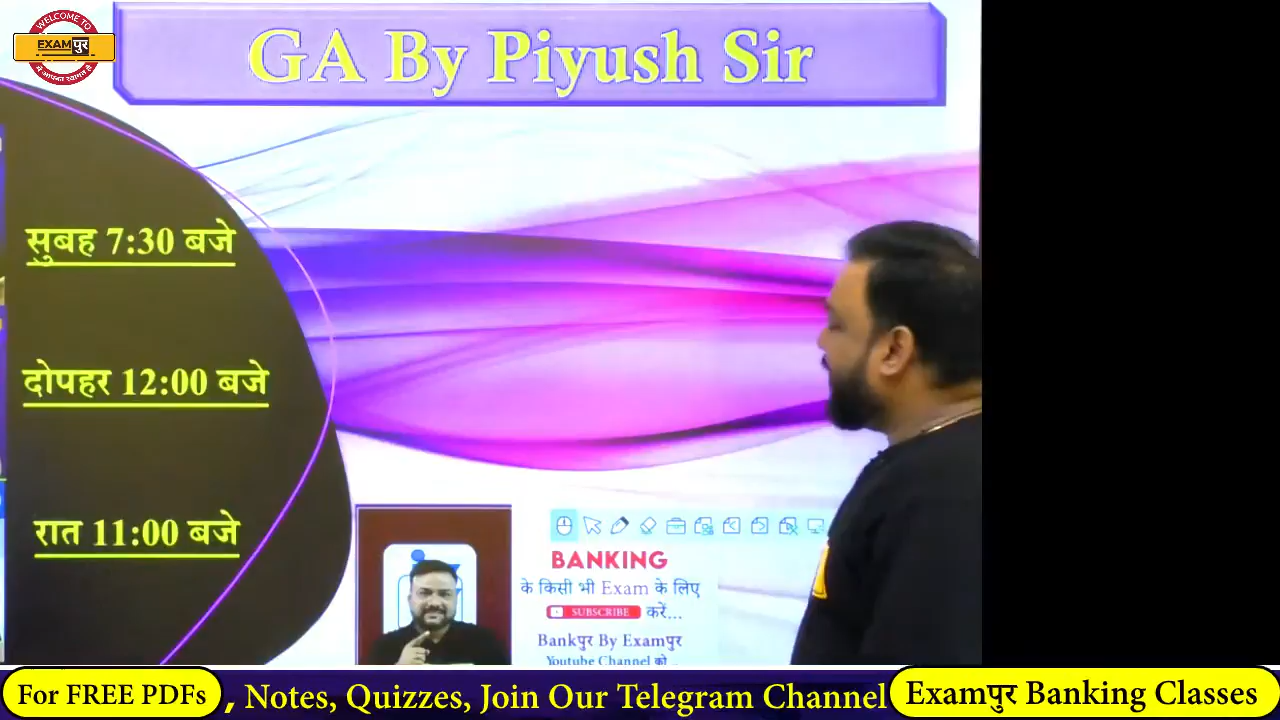 WELCOME TO
EXAMपुर
में आपका स्वागत है
GA By Piyush Sir
सुबह 7:30 बजे
दोपहर 12:00 बजे
रात 11:00 बजे
BANKING
के किसी भी Exam के लिए
SUBSCRIBE करें...
Bankपुर By Examपुर
Youtube Channel को ..
For FREE PDFs , Notes, Quizzes, Join Our Telegram Channel Examपुर Banking Classes